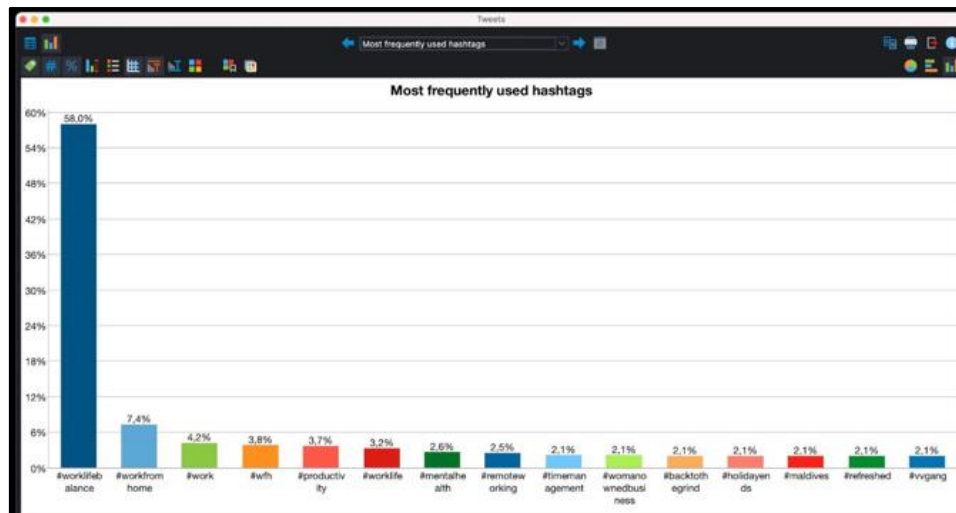 Tweets
Most frequently used hashtags
Most frequently used hashtags
60%
54%
48%
42%
36%
30%
24%
18%
12%
6%
0%
58,0%
7,4%
4,2%
3,8%
3,7%
3,2%
2,6%
2,5%
2,1%
2,1%
2,1%
2,1%
2,1%
2,1%
2,1%
#worklifeb
alance
#workfrom
home
#work
#wfh
#productiv
ity
#worklife
#mentalhe
alth
#remotew
orking
#timeman
agement
#womano
wnedbusi
ness
#backtoth
egrind
#holidayen
ds
#maldives
#refreshed
#vvgang